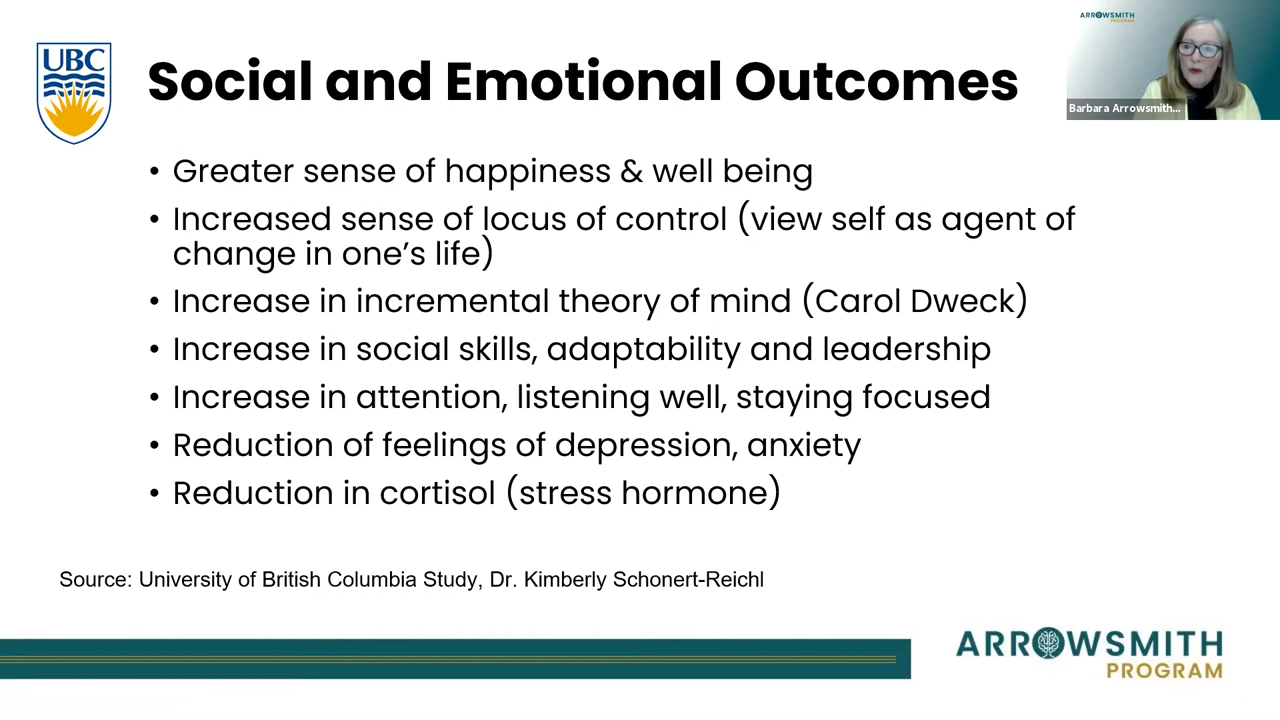 UBC
Social and Emotional Outcomes
ARROWSMITH
PROGRAM
Barbara Arrowsmith...
• Greater sense of happiness & well being
• Increased sense of locus of control (view self as agent of
change in one’s life)
• Increase in incremental theory of mind (Carol Dweck)
• Increase in social skills, adaptability and leadership
• Increase in attention, listening well, staying focused
• Reduction of feelings of depression, anxiety
• Reduction in cortisol (stress hormone)
Source: University of British Columbia Study, Dr. Kimberly Schonert-Reichl
ARROWSMITH
PROGRAM